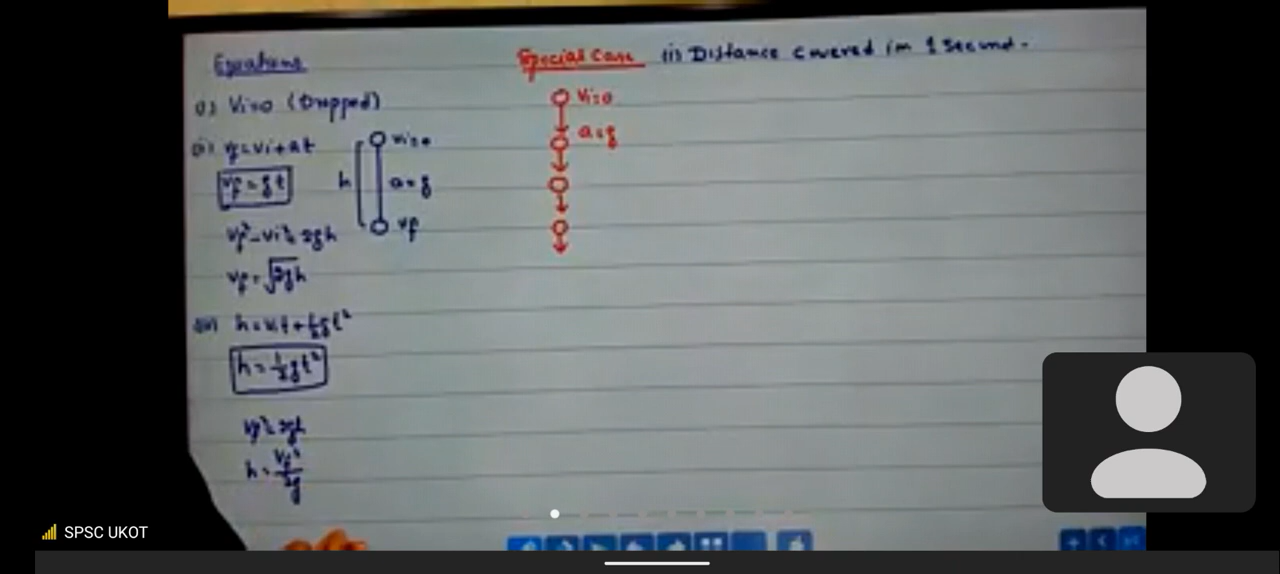 Equations
(i) Vi=0 (Dropped)
(ii) vf=vi+at
vf=gt
vf²-vi²=2gh
vf=√2gh
(iii) h=vit+½gt²
h=½gt²
vf²=2gh
h=vf²/2g
vi=0
h a=g
vf
Special Case (i) Distance covered in 1 second.
Vi=0
a=g
SPSC UKOT